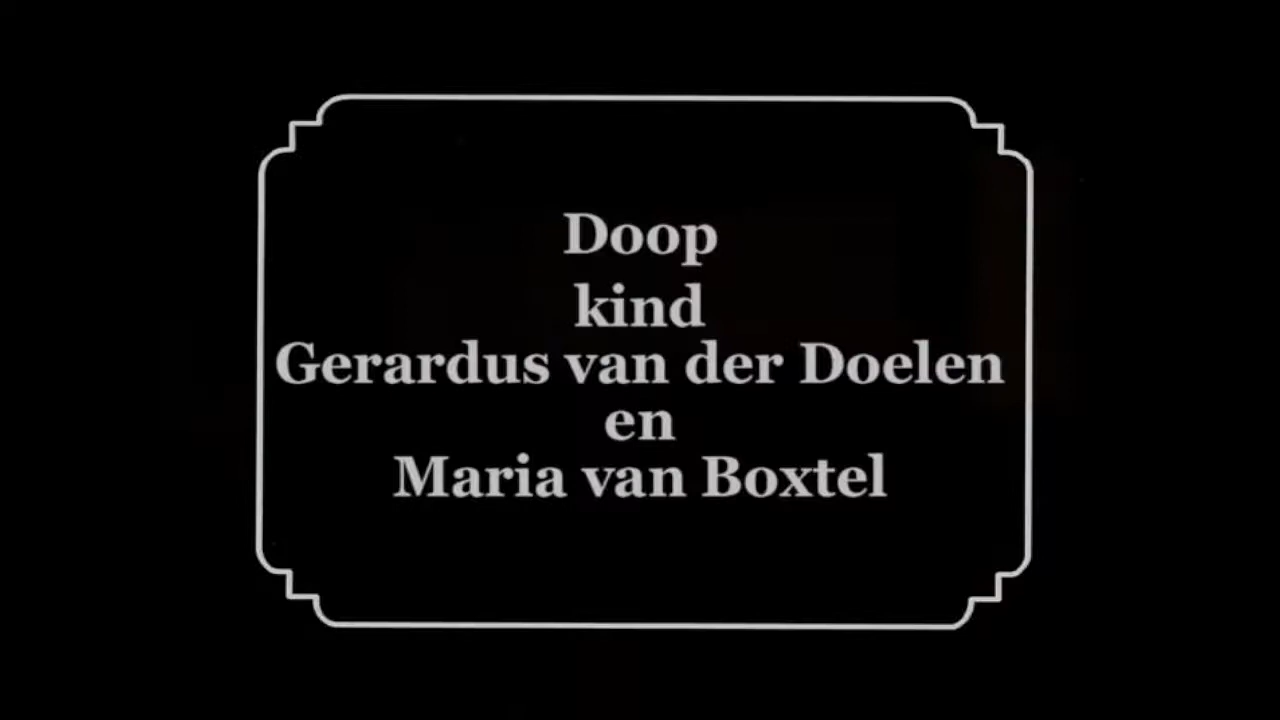 Doop
kind
Gerardus van der Doelen
en
Maria van Boxtel